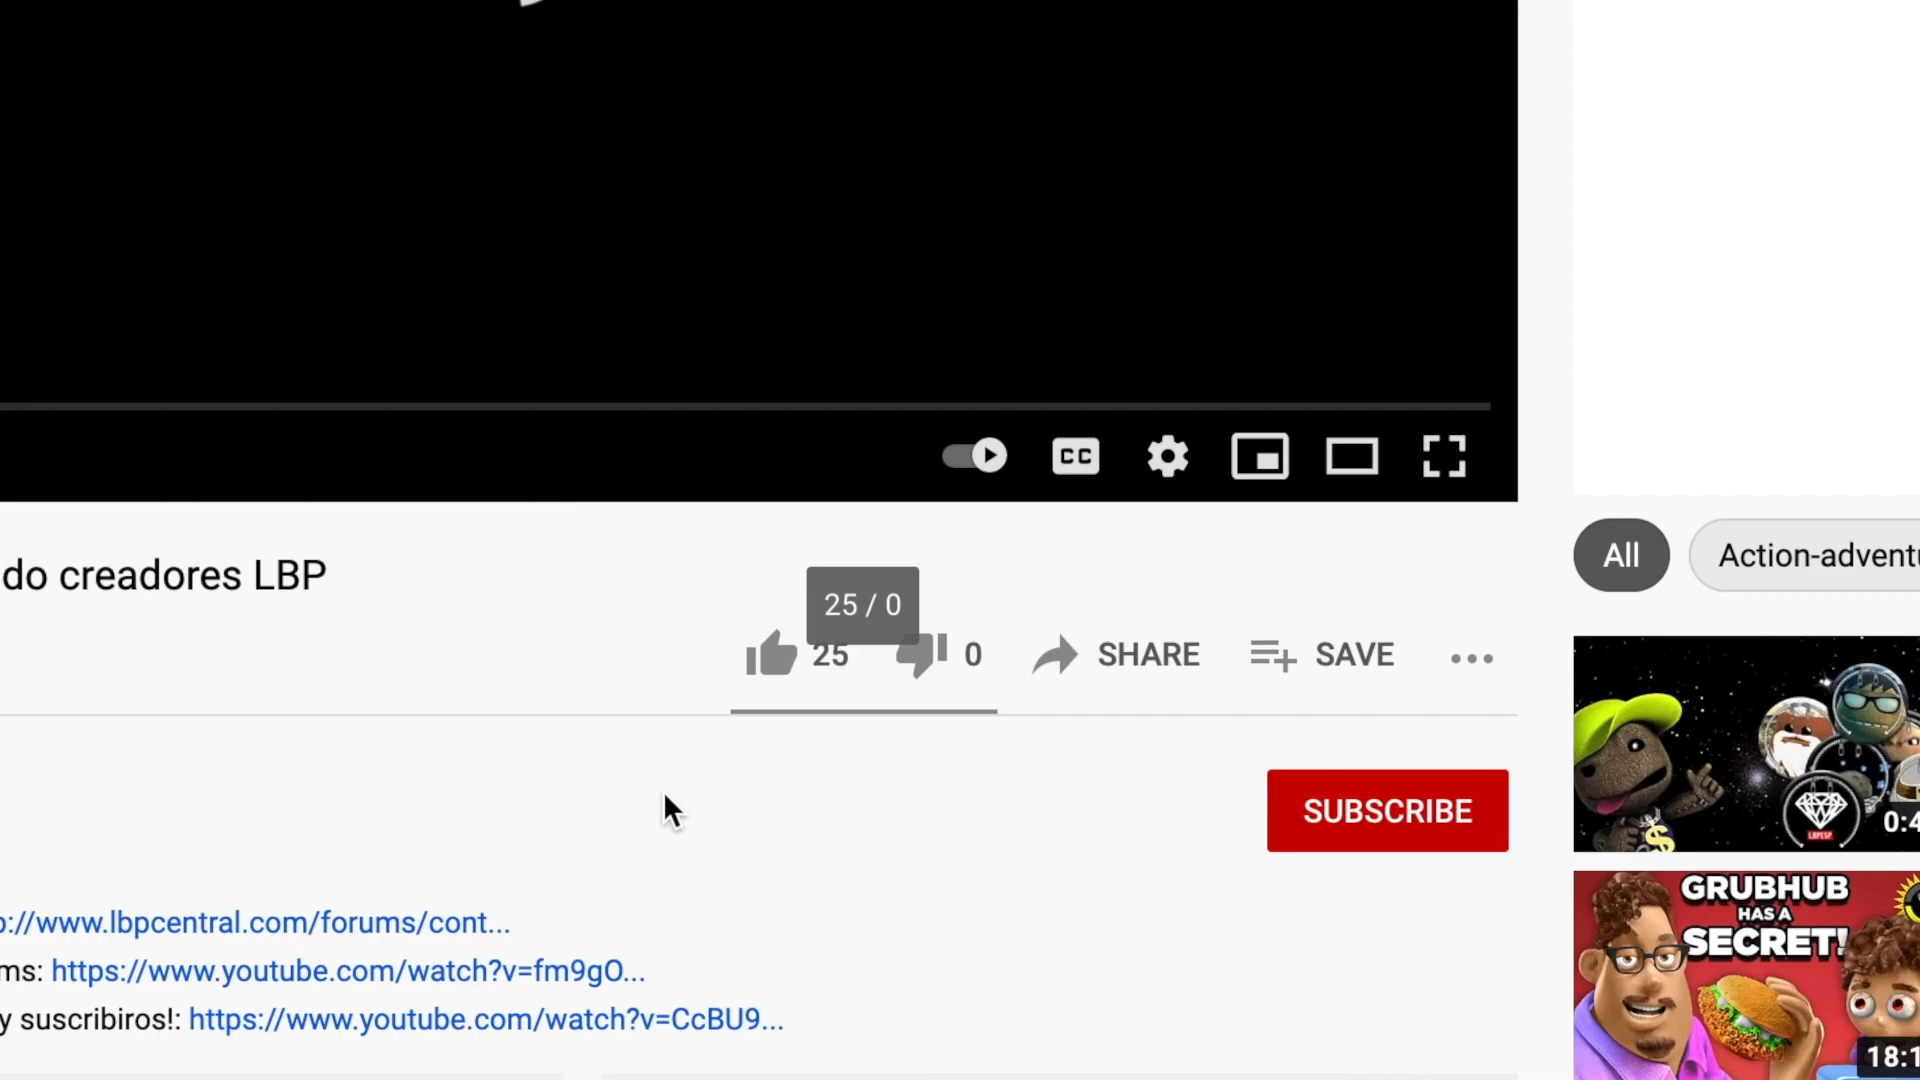 CC
do creadores LBP
25 / 0
25
0
SHARE
SAVE
SUBSCRIBE
p://www.lbpcentral.com/forums/cont...
ms: https://www.youtube.com/watch?v=fm9gO...
y suscribiros!: https://www.youtube.com/watch?v=CcBU9...
All
Action-advent
$
LBPESP
0:4
GRUBHUB
HAS A
SECRET!
18:1